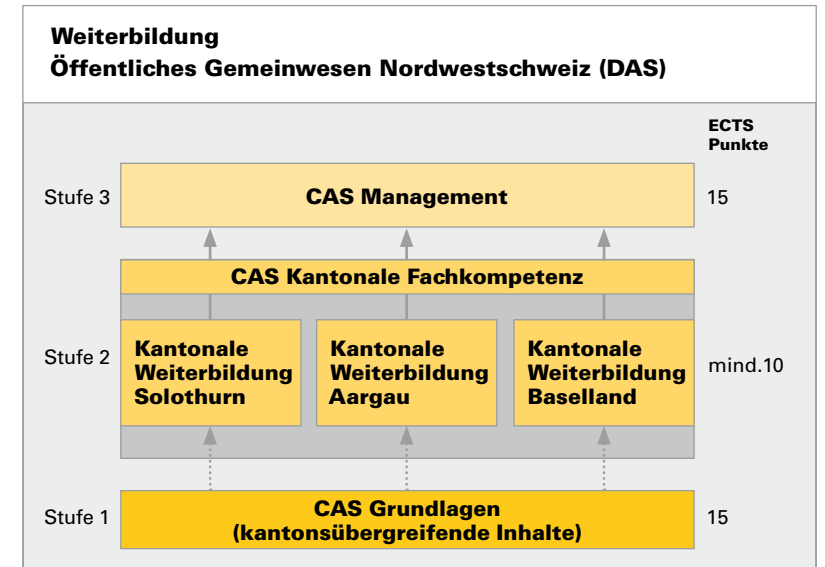 Weiterbildung
Öffentliches Gemeinwesen Nordwestschweiz (DAS)
ECTS
Punkte
Stufe 3
CAS Management
15
CAS Kantonale Fachkompetenz
Stufe 2
Kantonale
Weiterbildung
Solothurn
Kantonale
Weiterbildung
Aargau
Kantonale
Weiterbildung
Baselland
mind.10
Stufe 1
CAS Grundlagen
(kantonsübergreifende Inhalte)
15